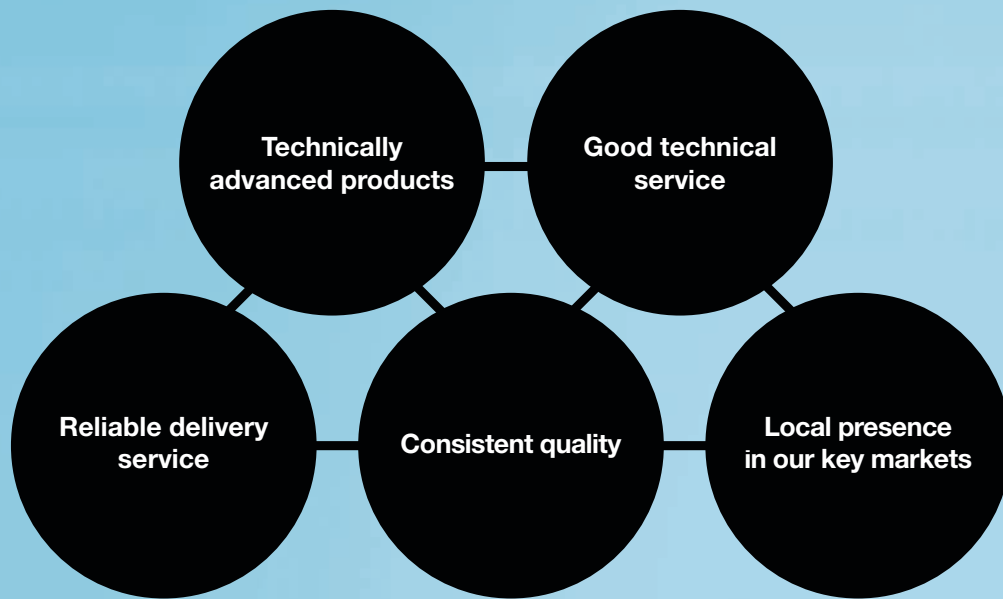 Technically
advanced products
Good technical
service
Reliable delivery
service
Consistent quality
Local presence
in our key markets